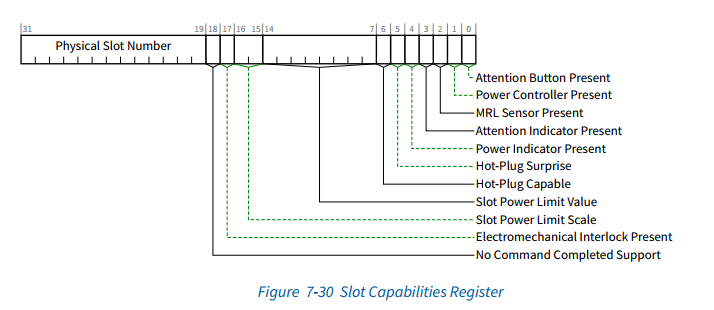 31 19 18 17 16 15 14 7 6 5 4 3 2 1 0
Physical Slot Number
Attention Button Present
Power Controller Present
MRL Sensor Present
Attention Indicator Present
Power Indicator Present
Hot-Plug Surprise
Hot-Plug Capable
Slot Power Limit Value
Slot Power Limit Scale
Electromechanical Interlock Present
No Command Completed Support
Figure 7-30 Slot Capabilities Register